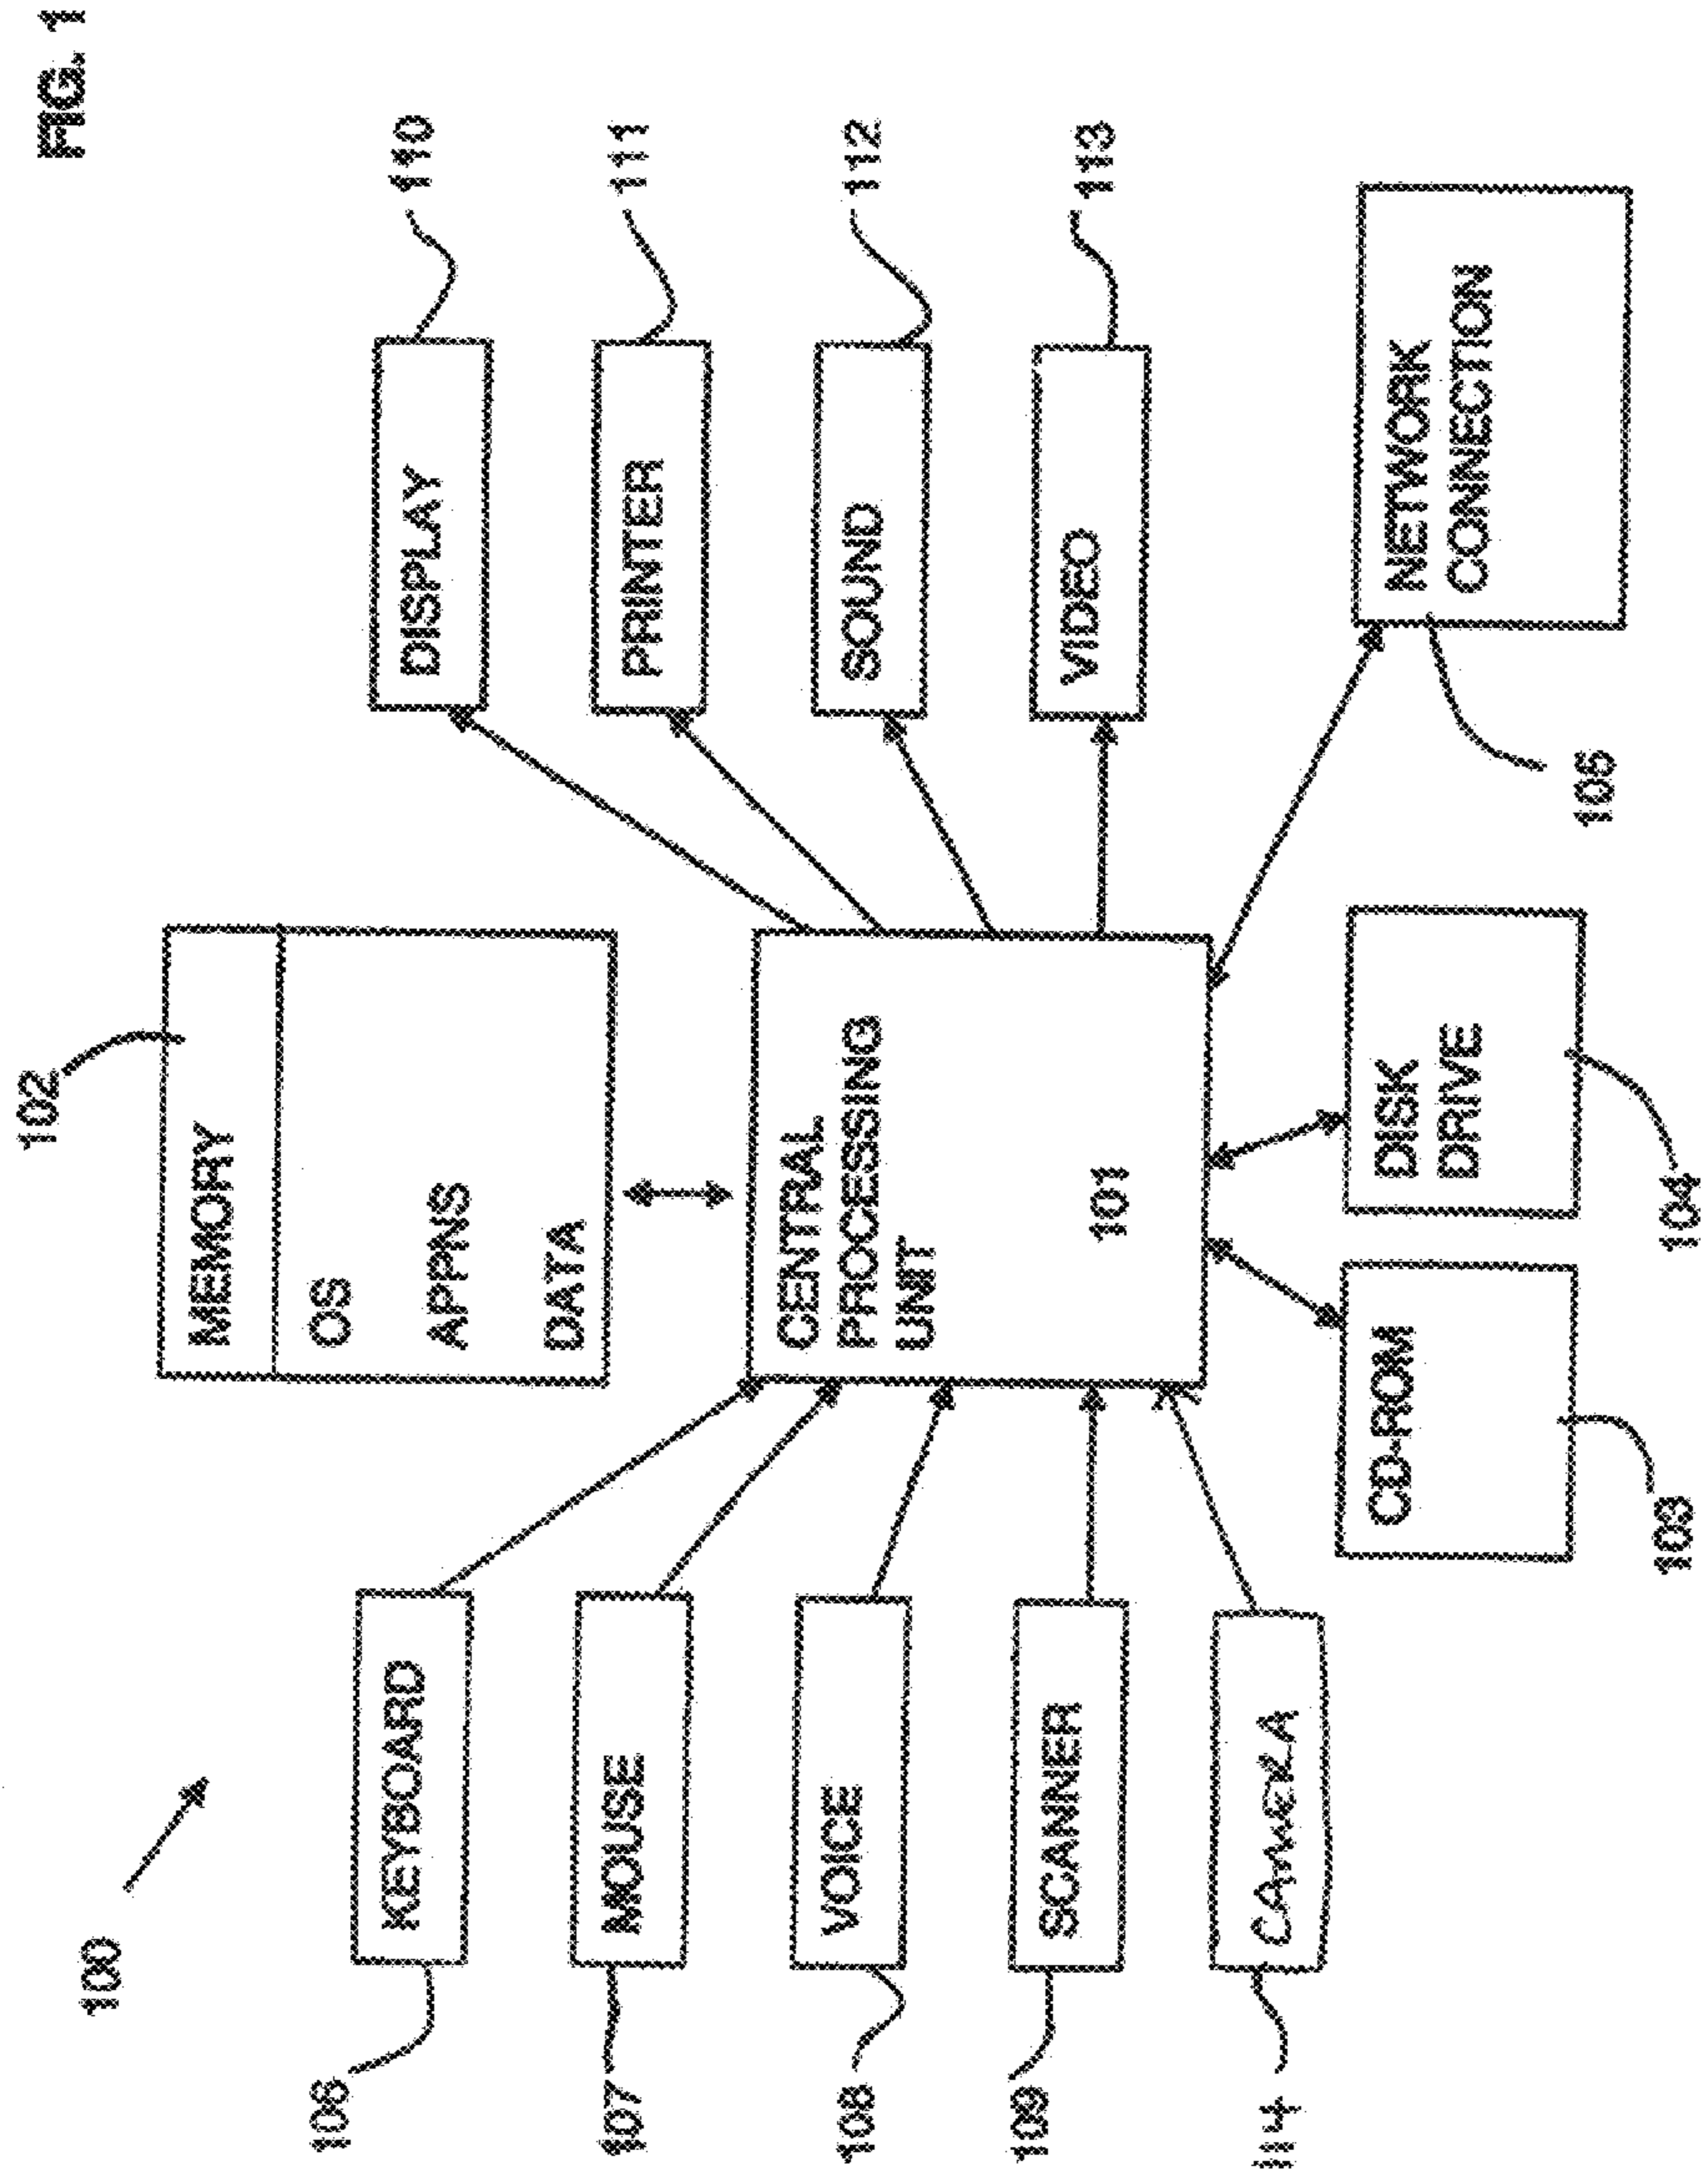 FIG. 1
100
102
MEMORY
OS
APPNS
DATA
106
KEYBOARD
107
MOUSE
108
VOICE
109
SCANNER
114
CAMERA
CENTRAL
PROCESSING
UNIT
101
DISPLAY
110
PRINTER
111
SOUND
112
VIDEO
113
CD-ROM
103
DISK
DRIVE
104
NETWORK
CONNECTION
105